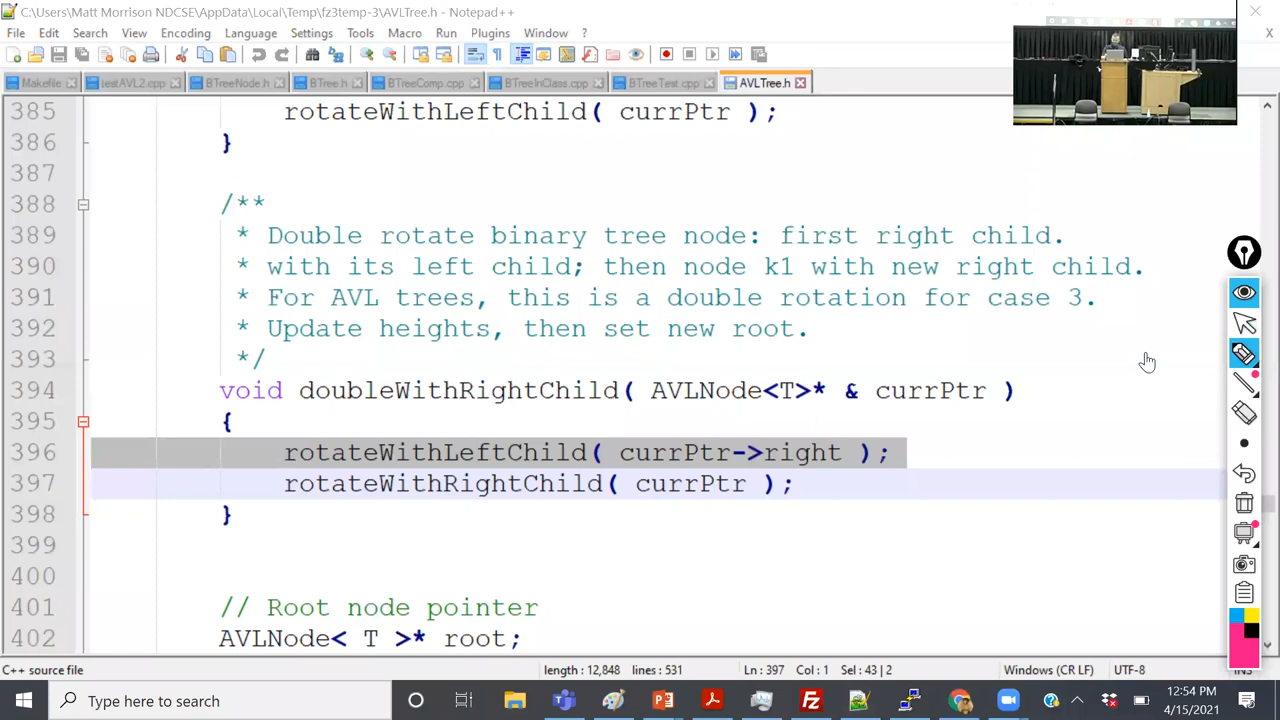 C:\Users\Matt Morrison NDCSE\AppData\Local\Temp\fz3temp-3\AVLTree.h - Notepad++
File Edit Search View Encoding Language Settings Tools Macro Run Plugins Window ?
X
Makefile testAVL2.cpp BTreeNode.h BTree.h BTreeComp.cpp BTreeInClass.cpp BTreeTest.cpp AVLTree.h
385 rotateWithLeftChild( currPtr );
386 }
387
388 /**
389 * Double rotate binary tree node: first right child.
390 * with its left child; then node k1 with new right child.
391 * For AVL trees, this is a double rotation for case 3.
392 * Update heights, then set new root.
393 */
394 void doubleWithRightChild( AVLNode<T>* & currPtr )
395 {
396 rotateWithLeftChild( currPtr->right );
397 rotateWithRightChild( currPtr );
398 }
399
400
401 // Root node pointer
402 AVLNode< T >* root;
C++ source file length : 12,848 lines : 531 Ln : 397 Col : 1 Sel : 43 | 2 Windows (CR LF) UTF-8 INS
Type here to search
12:54 PM
4/15/2021